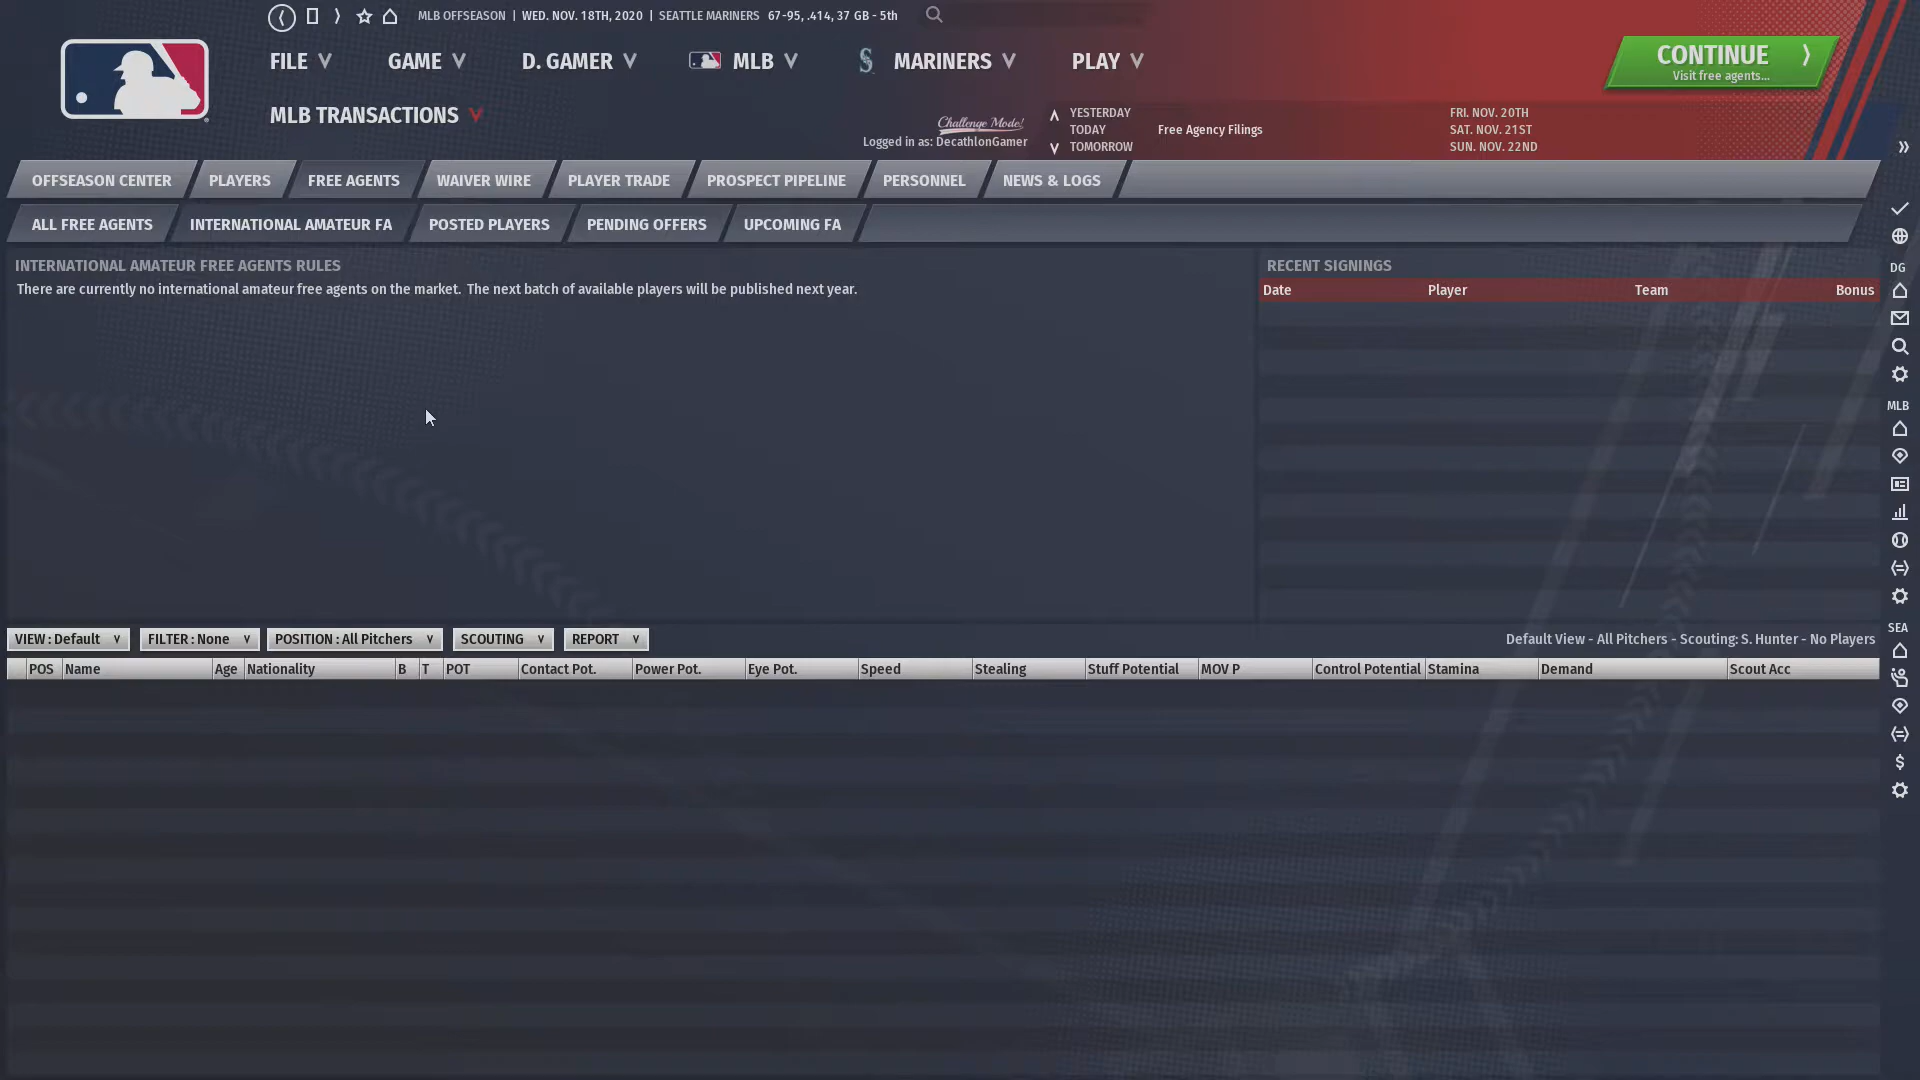 MLB OFFSEASON | WED. NOV. 18TH, 2020 | SEATTLE MARINERS 67-95, .414, 37 GB - 5th
FILE GAME D. GAMER MLB MARINERS PLAY
CONTINUE
Visit free agents...
MLB TRANSACTIONS
Challenge Mode!
Logged in as: DecathlonGamer
YESTERDAY
TODAY Free Agency Filings
TOMORROW
FRI. NOV. 20TH
SAT. NOV. 21ST
SUN. NOV. 22ND
OFFSEASON CENTER PLAYERS FREE AGENTS WAIVER WIRE PLAYER TRADE PROSPECT PIPELINE PERSONNEL NEWS & LOGS
ALL FREE AGENTS INTERNATIONAL AMATEUR FA POSTED PLAYERS PENDING OFFERS UPCOMING FA
INTERNATIONAL AMATEUR FREE AGENTS RULES
There are currently no international amateur free agents on the market. The next batch of available players will be published next year.
RECENT SIGNINGS
Date Player Team Bonus
VIEW : Default FILTER : None POSITION : All Pitchers SCOUTING REPORT
Default View - All Pitchers - Scouting: S. Hunter - No Players
POS Name Age Nationality B T POT Contact Pot. Power Pot. Eye Pot. Speed Stealing Stuff Potential MOV P Control Potential Stamina Demand Scout Acc
DG
MLB
SEA